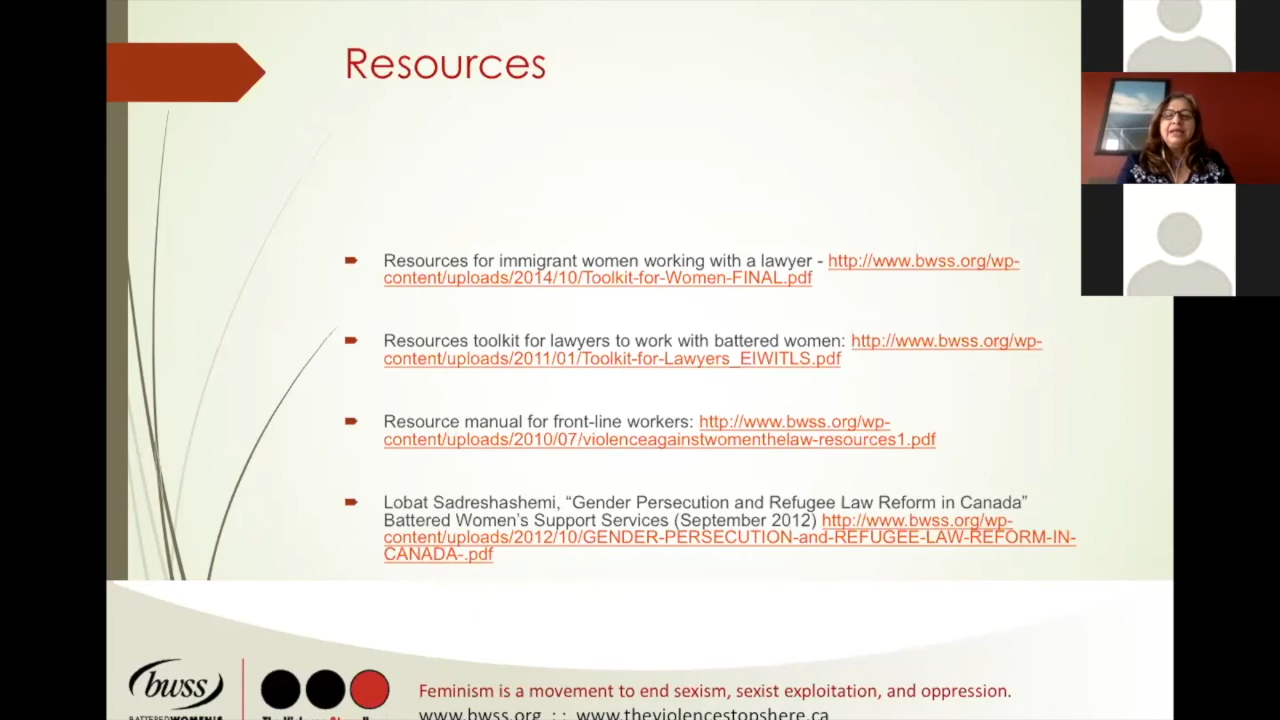 Resources
Resources for immigrant women working with a lawyer - http://www.bwss.org/wp-
content/uploads/2014/10/Toolkit-for-Women-FINAL.pdf
Resources toolkit for lawyers to work with battered women: http://www.bwss.org/wp-
content/uploads/2011/01/Toolkit-for-Lawyers_EIWITLS.pdf
Resource manual for front-line workers: http://www.bwss.org/wp-
content/uploads/2010/07/violenceagainstwomenthelaw-resources1.pdf
Lobat Sadreshashemi, “Gender Persecution and Refugee Law Reform in Canada”
Battered Women’s Support Services (September 2012) http://www.bwss.org/wp-
content/uploads/2012/10/GENDER-PERSECUTION-and-REFUGEE-LAW-REFORM-IN-
CANADA-.pdf
bwss
BATTERED WOMEN'S
Feminism is a movement to end sexism, sexist exploitation, and oppression.
www.bwss.org : : www.theviolencestopshere.ca